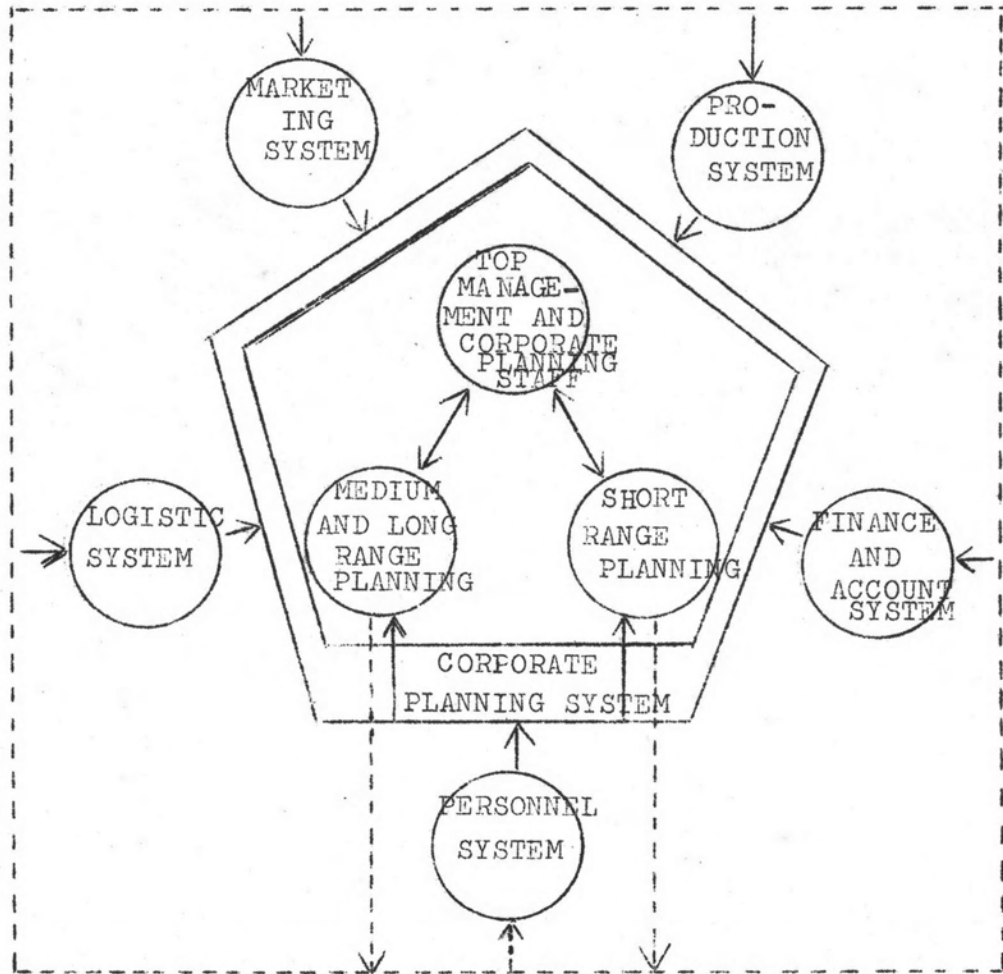 MARKET
ING
SYSTEM
PRO-
DUCTION
SYSTEM
TOP
MANAGE-
MENT AND
CORPORATE
PLANNING
STAFF
MEDIUM
AND LONG
RANGE
PLANNING
SHORT
RANGE
PLANNING
LOGISTIC
SYSTEM
FINANCE
AND
ACCOUNT
SYSTEM
CORPORATE
PLANNING SYSTEM
PERSONNEL
SYSTEM